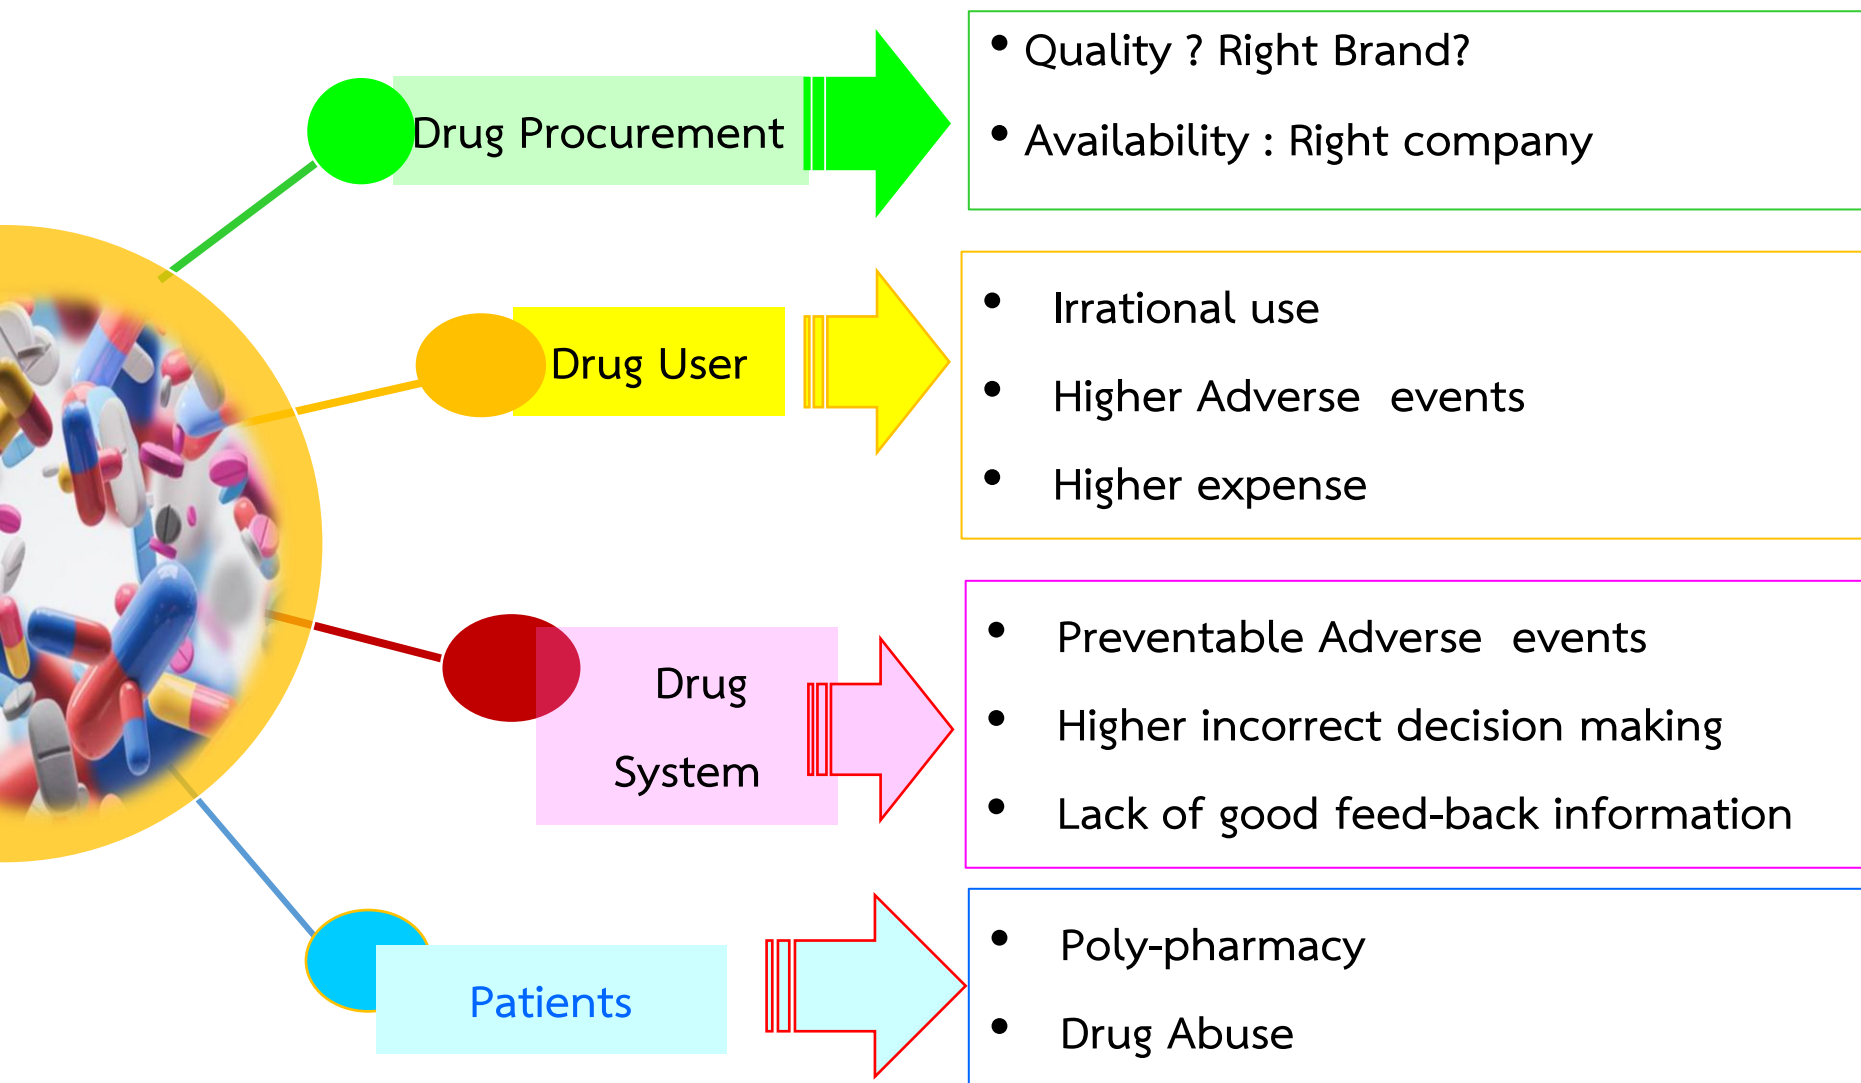 Drug Procurement
• Quality ? Right Brand?
• Availability : Right company
Drug User
• Irrational use
• Higher Adverse  events
• Higher expense
Drug
System
• Preventable Adverse  events
• Higher incorrect decision making
• Lack of good feed-back information
Patients
• Poly-pharmacy
• Drug Abuse